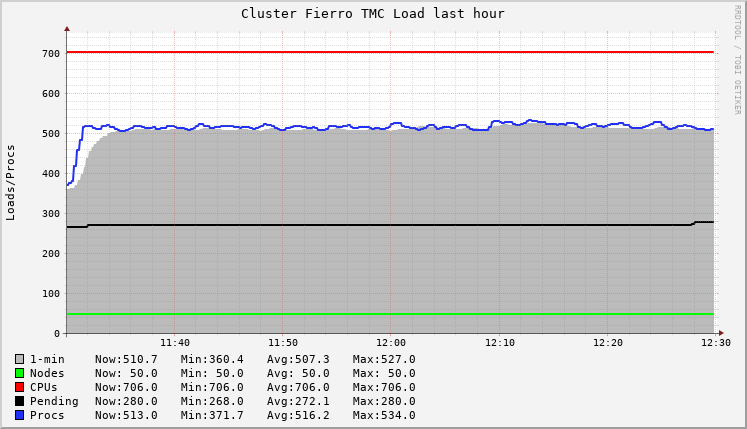 Cluster Fierro TMC Load last hour
RRDTOOL / TOBI OETIKER
Loads/Procs
700
600
500
400
300
200
100
0
11:40 11:50 12:00 12:10 12:20 12:30
1-min Now:510.7 Min:360.4 Avg:507.3 Max:527.0
Nodes Now: 50.0 Min: 50.0 Avg: 50.0 Max: 50.0
CPUs Now:706.0 Min:706.0 Avg:706.0 Max:706.0
Pending Now:280.0 Min:268.0 Avg:272.1 Max:280.0
Procs Now:513.0 Min:371.7 Avg:516.2 Max:534.0